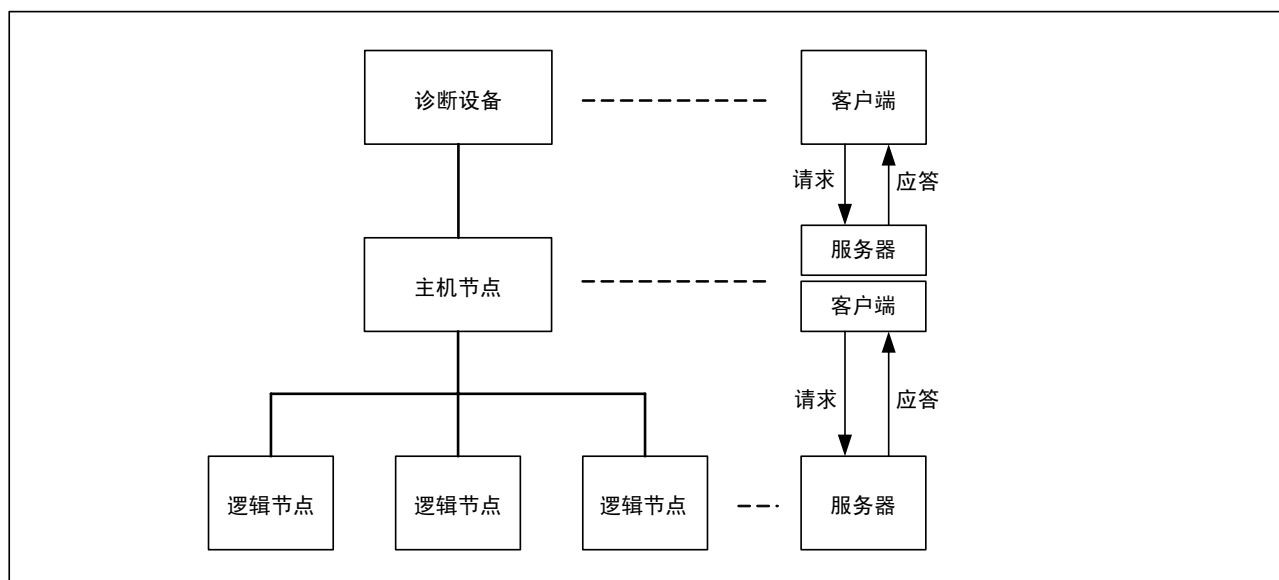 诊断设备
客户端
请求
应答
服务器
主机节点
客户端
请求
应答
逻辑节点
逻辑节点
逻辑节点
服务器